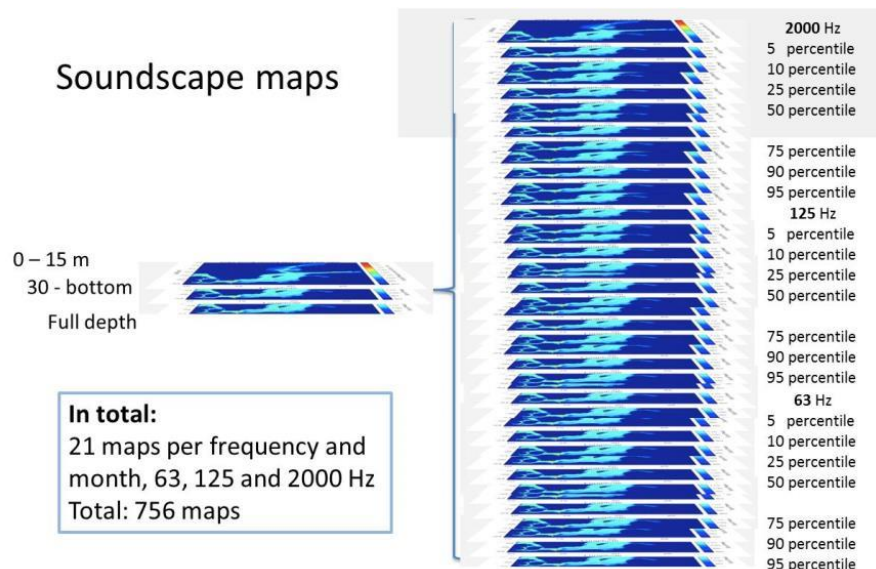 Soundscape maps
0 – 15 m
30 - bottom
Full depth
In total:
21 maps per frequency and
month, 63, 125 and 2000 Hz
Total: 756 maps
2000 Hz
5 percentile
10 percentile
25 percentile
50 percentile
75 percentile
90 percentile
95 percentile
125 Hz
5 percentile
10 percentile
25 percentile
50 percentile
75 percentile
90 percentile
95 percentile
63 Hz
5 percentile
10 percentile
25 percentile
50 percentile
75 percentile
90 percentile
95 percentile